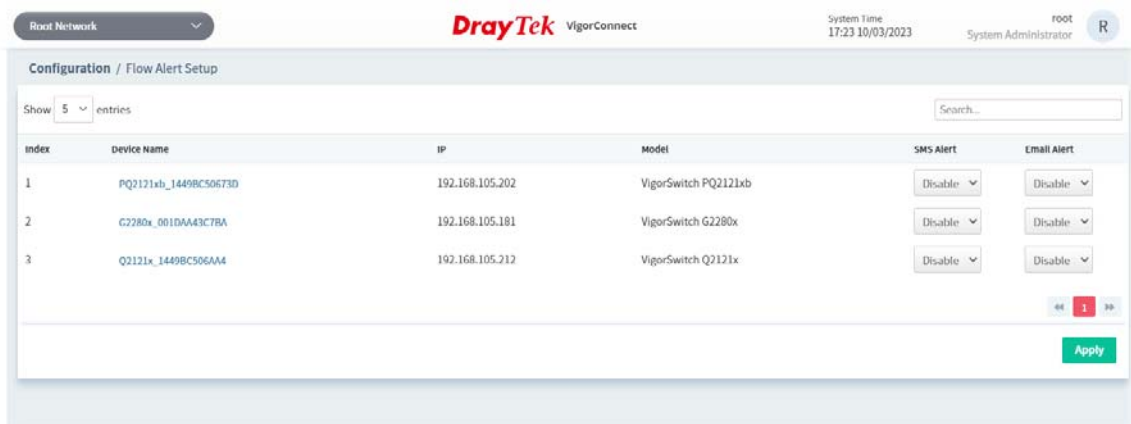 Root Network
DrayTek VigorConnect
System Time
17:23 10/03/2023
root
System Administrator
R
Configuration / Flow Alert Setup
Show 5 entries
Search...
Index Device Name IP Model SMS Alert Email Alert
1 PQ2121xb_1449BC50673D 192.168.105.202 VigorSwitch PQ2121xb Disable Disable
2 G2280x_001DAA43C7BA 192.168.105.181 VigorSwitch G2280x Disable Disable
3 Q2121x_1449BC506AA4 192.168.105.212 VigorSwitch Q2121x Disable Disable
1
Apply